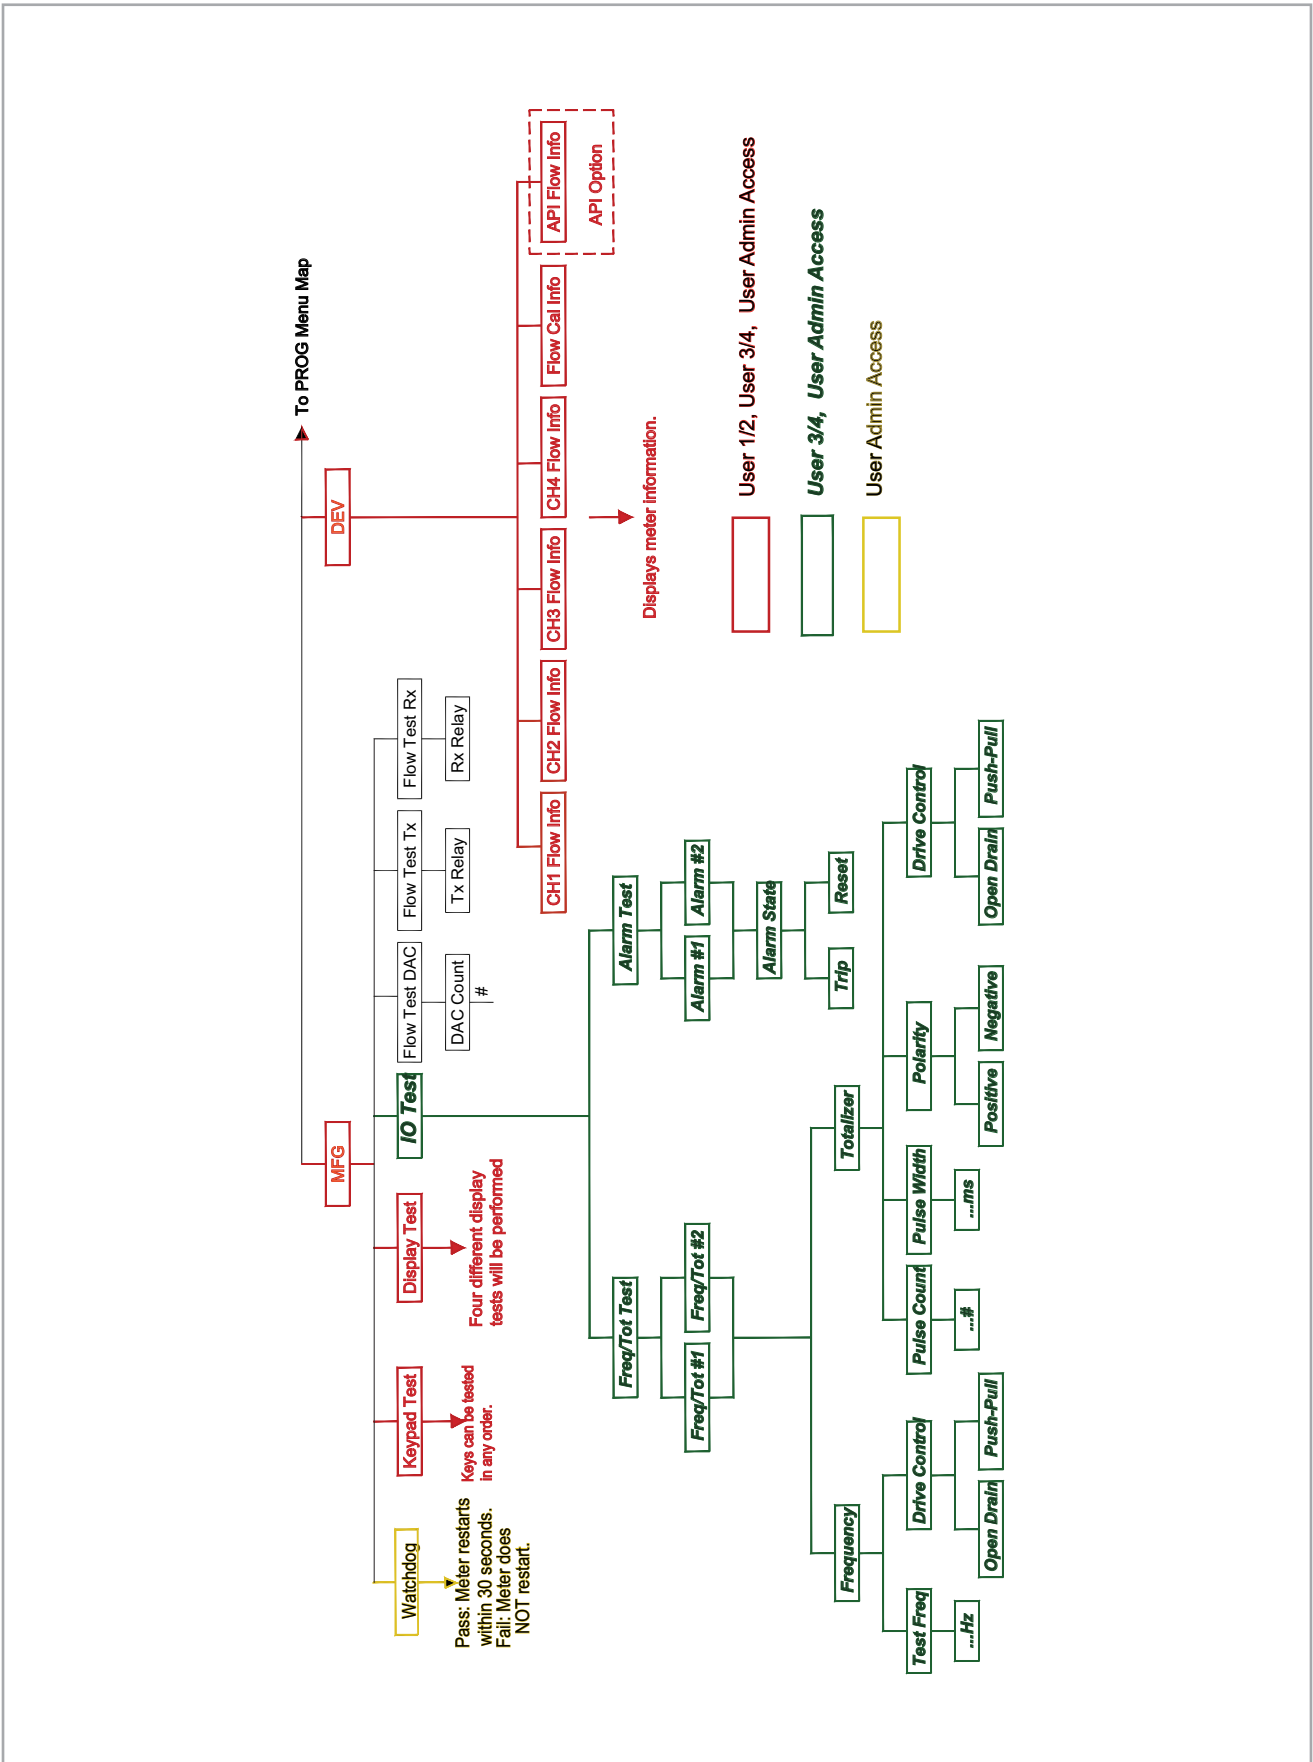 To PROG Menu Map
MFG
DEV
Watchdog
Keypad Test
Display Test
IO Test
Flow Test DAC
Flow Test Tx
Flow Test Rx
Pass: Meter restarts
within 30 seconds.
Fail: Meter does
NOT restart.
Keys can be tested
in any order.
Four different display
tests will be performed
DAC Count
#
Tx Relay
Rx Relay
CH1 Flow Info
CH2 Flow Info
CH3 Flow Info
CH4 Flow Info
Flow Cal Info
API Flow Info
API Option
Displays meter information.
Freq/Tot Test
Alarm Test
Freq/Tot #1
Freq/Tot #2
Alarm #1
Alarm #2
Alarm State
Trip
Reset
Frequency
Totalizer
Test Freq
Drive Control
Pulse Count
Pulse Width
Polarity
Drive Control
...Hz
Open Drain
Push-Pull
...#
...ms
Positive
Negative
Open Drain
Push-Pull
User 1/2, User 3/4, User Admin Access
User 3/4, User Admin Access
User Admin Access